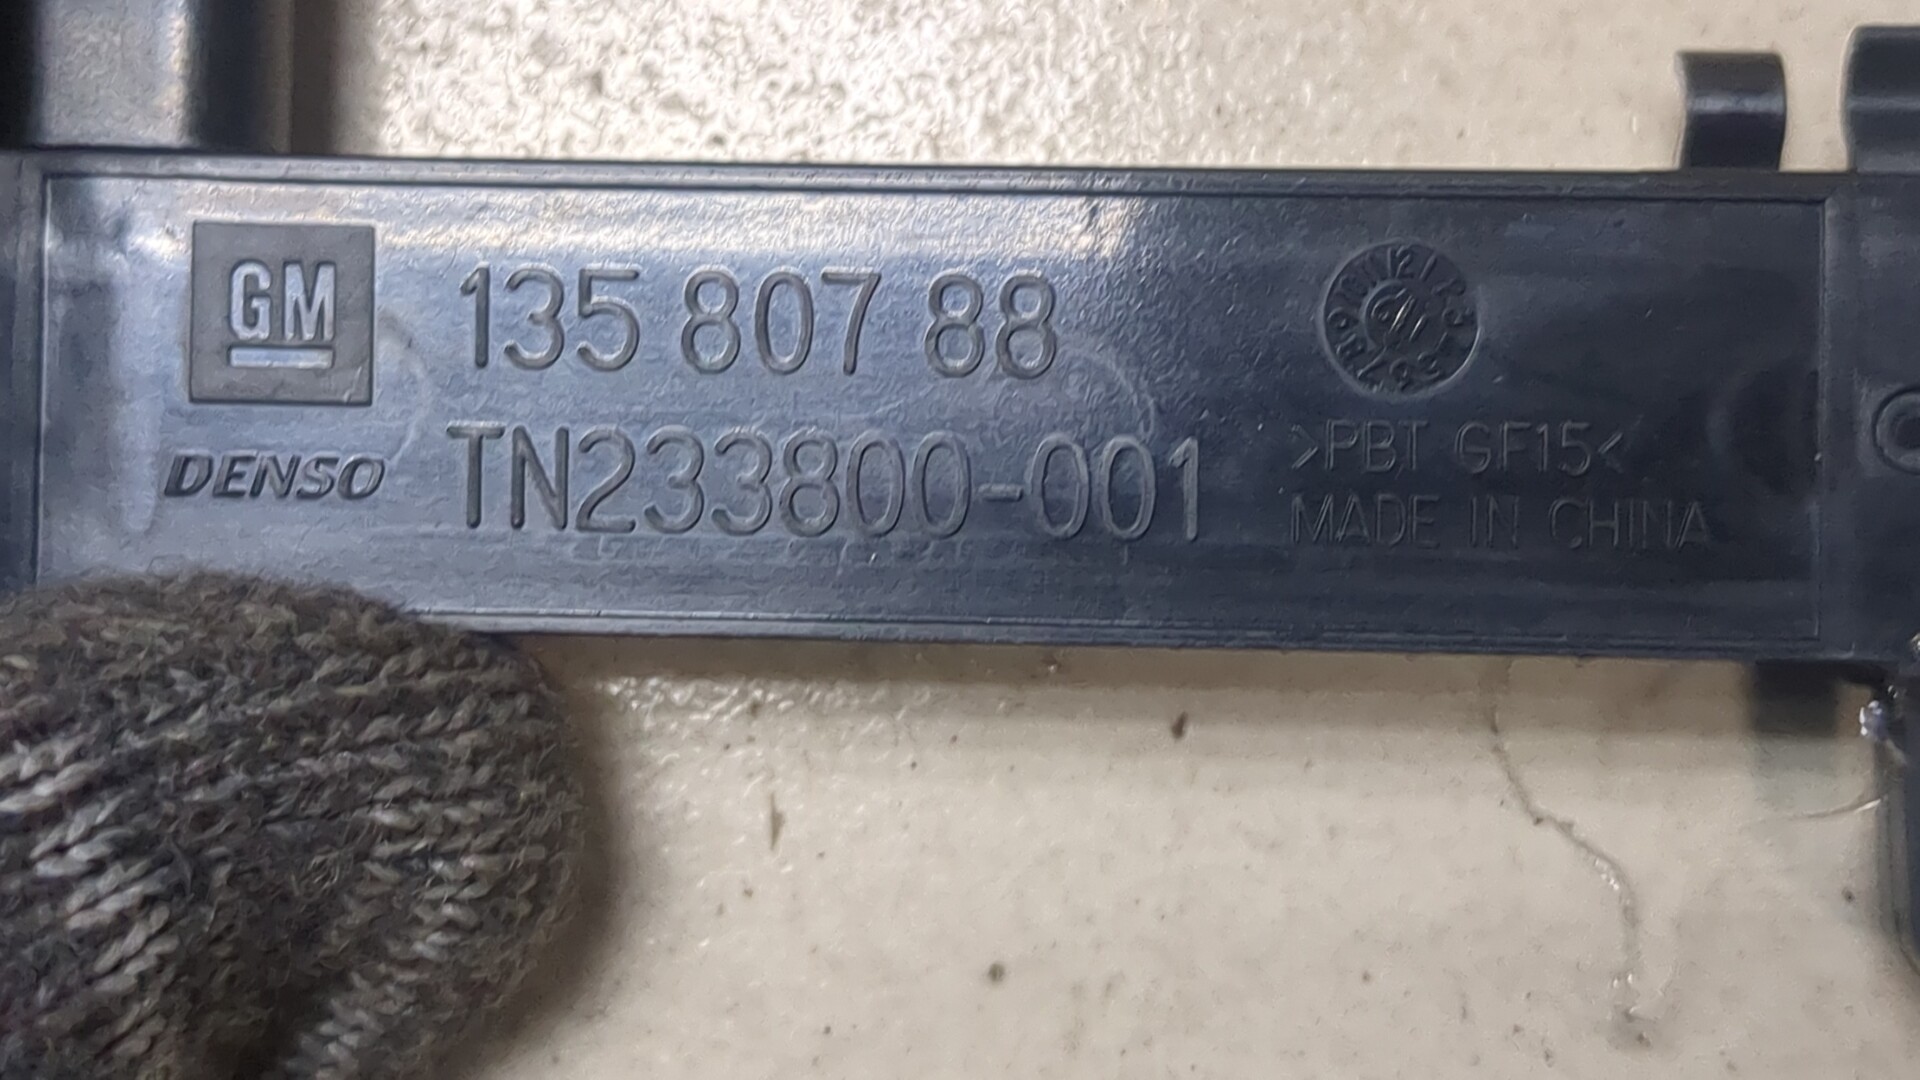 GM 135 807 88
DENSO TN233800-001
>PBT GF15<
MADE IN CHINA